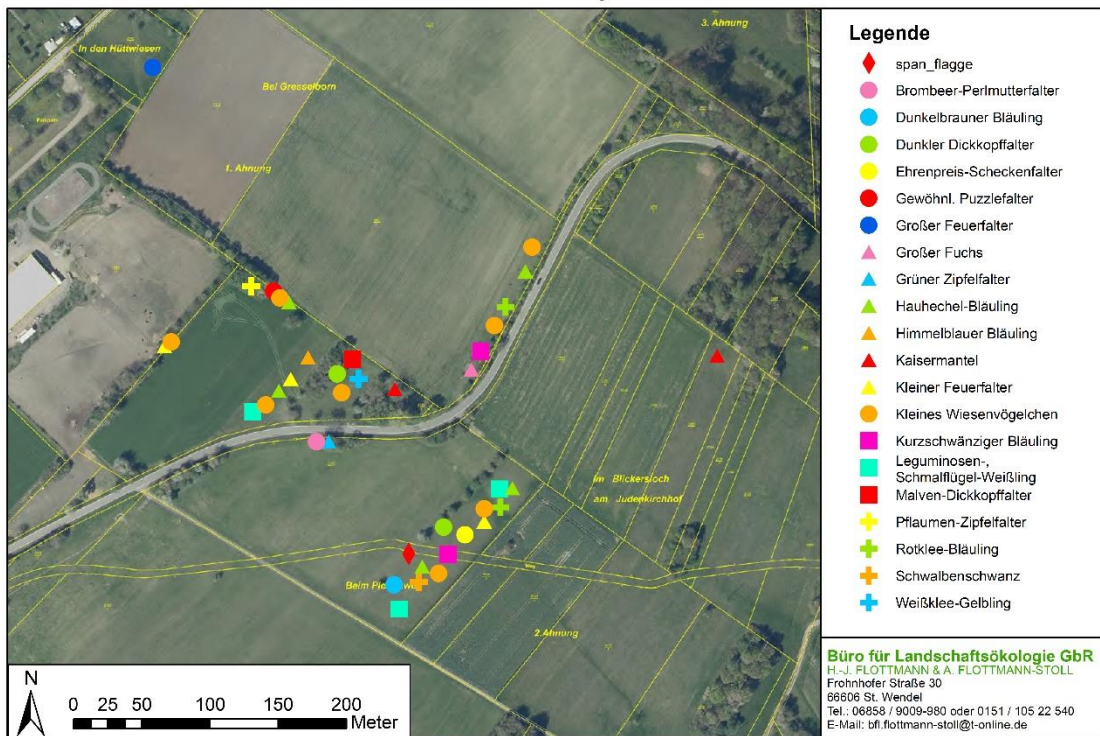 In den Hüttwiesen
3. Ahnung
Bei Gresselborn
1. Ahnung
Im Blickersloch
am Judenkirchhof
Beim
2.Ahnung
N
0 25 50 100 150 200
Meter
Legende
span_flagge
Brombeer-Perlmutterfalter
Dunkelbrauner Bläuling
Dunkler Dickkopffalter
Ehrenpreis-Scheckenfalter
Gewöhnl. Puzzlefalter
Großer Feuerfalter
Großer Fuchs
Grüner Zipfelfalter
Hauhechel-Bläuling
Himmelblauer Bläuling
Kaisermantel
Kleiner Feuerfalter
Kleines Wiesenvögelchen
Kurzschwänziger Bläuling
Leguminosen-,
Schmalflügel-Weißling
Malven-Dickkopffalter
Pflaumen-Zipfelfalter
Rotklee-Bläuling
Schwalbenschwanz
Weißklee-Gelbling
Büro für Landschaftsökologie GbR
H.-J. FLOTTMANN & A. FLOTTMANN-STOLL
Frohnhofer Straße 30
66606 St. Wendel
Tel.: 06858 / 9009-980 oder 0151 / 105 22 540
E-Mail: bfl.flottmann-stoll@t-online.de